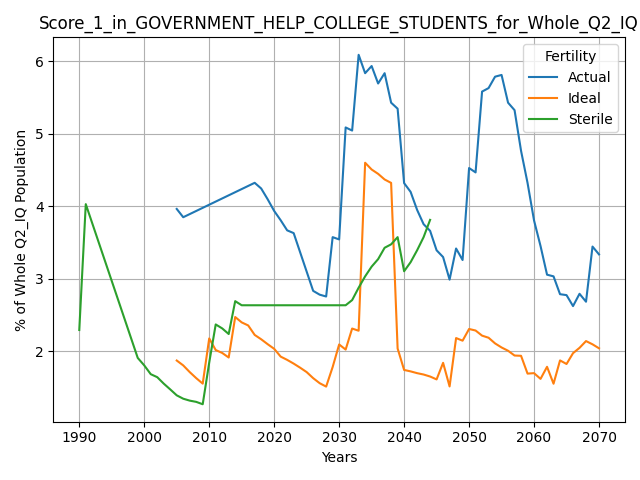 Score_1_in_GOVERNMENT_HELP_COLLEGE_STUDENTS_for_Whole_Q2_IQ
Fertility
Actual
Ideal
Sterile
% of Whole Q2_IQ Population
6
5
4
3
2
1990 2000 2010 2020 2030 2040 2050 2060 2070
Years